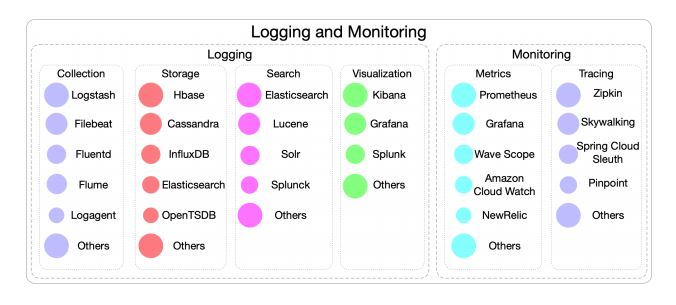 Logging and Monitoring
Logging
Collection
Logstash
Filebeat
Fluentd
Flume
Logagent
Others
Storage
Hbase
Cassandra
InfluxDB
Elasticsearch
OpenTSDB
Others
Search
Elasticsearch
Lucene
Solr
Splunck
Others
Visualization
Kibana
Grafana
Splunk
Others
Monitoring
Metrics
Prometheus
Grafana
Wave Scope
Amazon
Cloud Watch
NewRelic
Others
Tracing
Zipkin
Skywalking
Spring Cloud
Sleuth
Pinpoint
Others